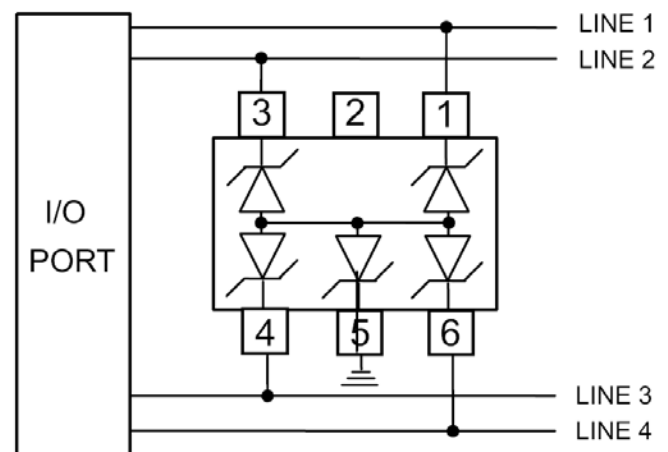 LINE 1
LINE 2
3 2 1
I/O
PORT
4 5 6
LINE 3
LINE 4